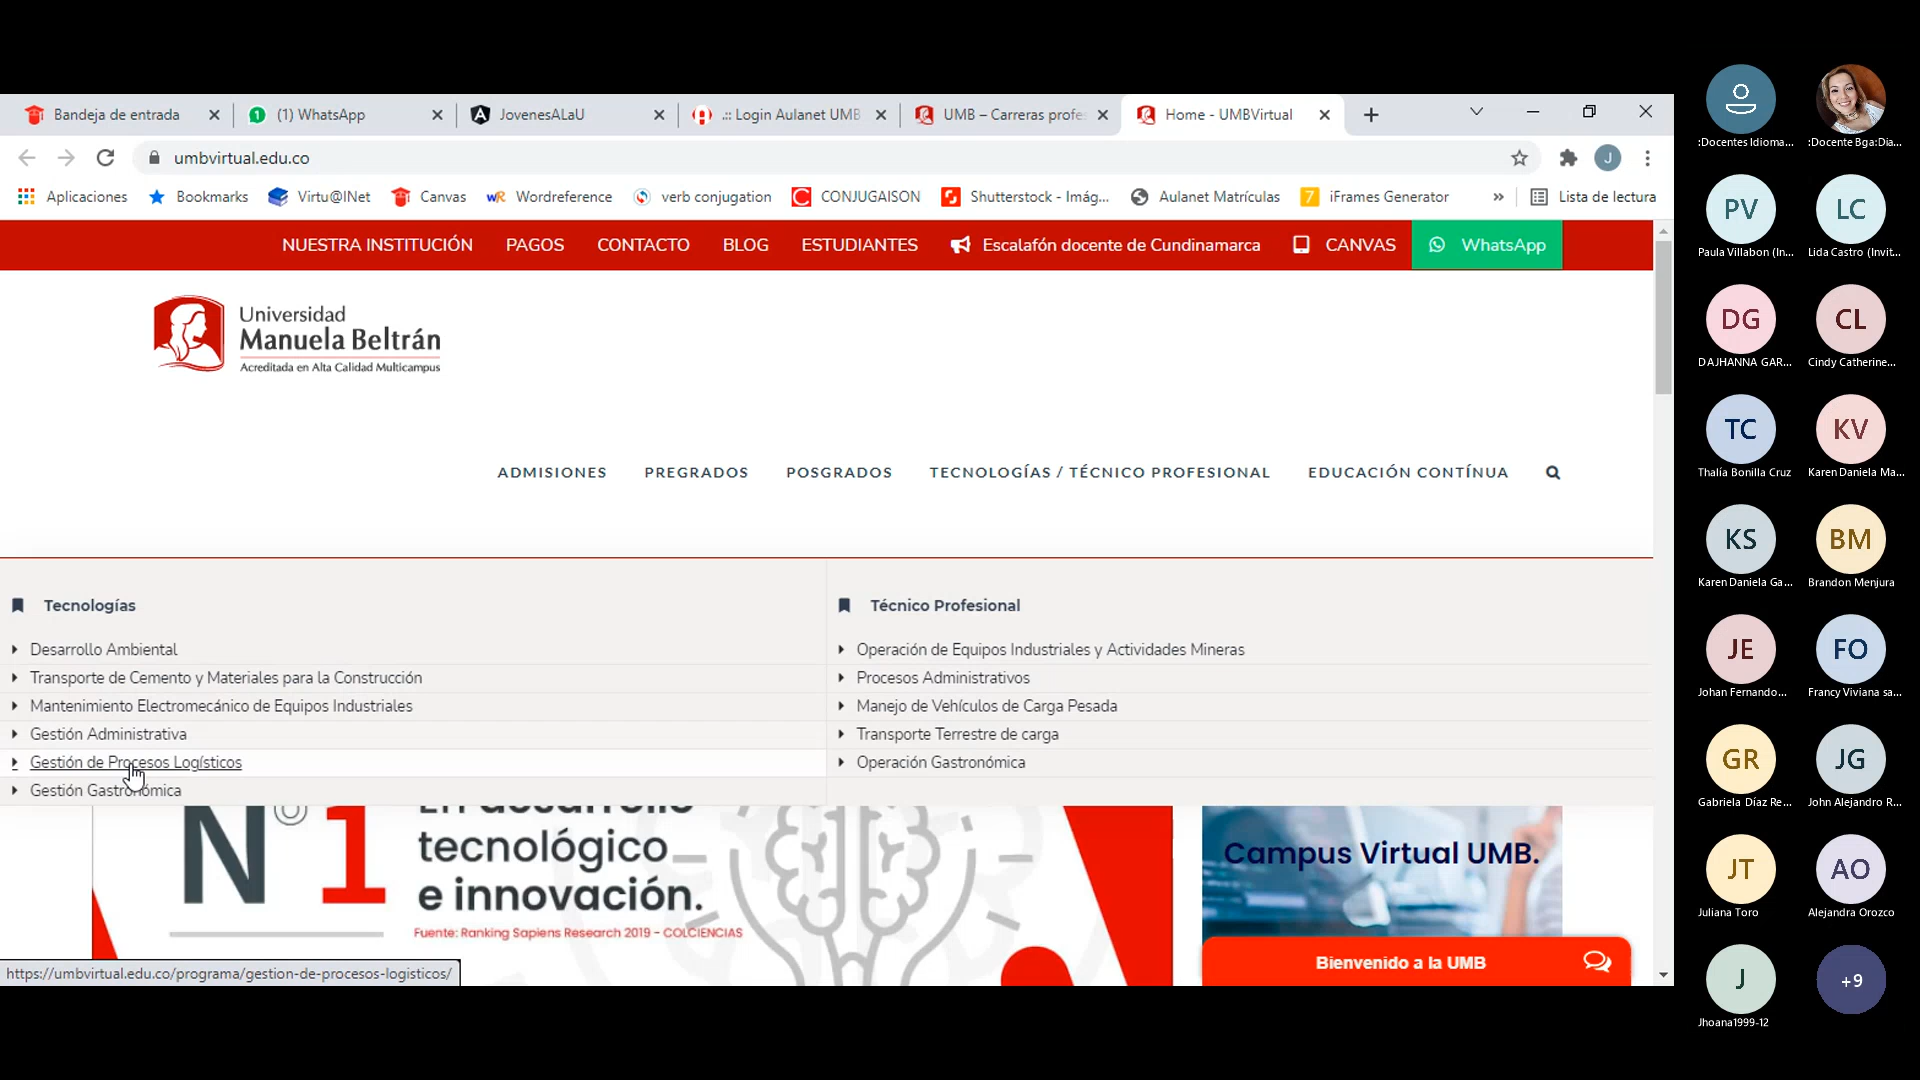 Bandeja de entrada
(1) WhatsApp
JovenesALaU
.:: Login Aulanet UMB
UMB – Carreras profe
Home - UMBVirtual
umbvirtual.edu.co
J
Aplicaciones
Bookmarks
Virtu@lNet
Canvas
Wordreference
verb conjugation
CONJUGAISON
Shutterstock - Imág...
Aulanet Matrículas
7
iFrames Generator
»
Lista de lectura
NUESTRA INSTITUCIÓN
PAGOS
CONTACTO
BLOG
ESTUDIANTES
Escalafón docente de Cundinamarca
CANVAS
WhatsApp
Universidad
Manuela Beltrán
Acreditada en Alta Calidad Multicampus
ADMISIONES
PREGRADOS
POSGRADOS
TECNOLOGÍAS / TÉCNICO PROFESIONAL
EDUCACIÓN CONTÍNUA
Tecnologías
Desarrollo Ambiental
Transporte de Cemento y Materiales para la Construcción
Mantenimiento Electromecánico de Equipos Industriales
Gestión Administrativa
Gestión de Procesos Logísticos
Gestión Gastronómica
Técnico Profesional
Operación de Equipos Industriales y Actividades Mineras
Procesos Administrativos
Manejo de Vehículos de Carga Pesada
Transporte Terrestre de carga
Operación Gastronómica
Nº1
En desarrollo
tecnológico
e innovación.
Fuente: Ranking Sapiens Research 2019 - COLCIENCIAS
Campus Virtual UMB.
Bienvenido a la UMB
https://umbvirtual.edu.co/programa/gestion-de-procesos-logisticos/
:Docentes Idioma...
:Docente Bga:Dia...
PV
Paula Villabon (In...
LC
Lida Castro (Invit...
DG
DAJHANNA GAR...
CL
Cindy Catherine...
TC
Thalía Bonilla Cruz
KV
Karen Daniela Ma...
KS
Karen Daniela Ga...
BM
Brandon Menjura
JE
Johan Fernando...
FO
Francy Viviana sa...
GR
Gabriela Díaz Re...
JG
John Alejandro R...
JT
Juliana Toro
AO
Alejandra Orozco
J
Jhoana1999-12
+9